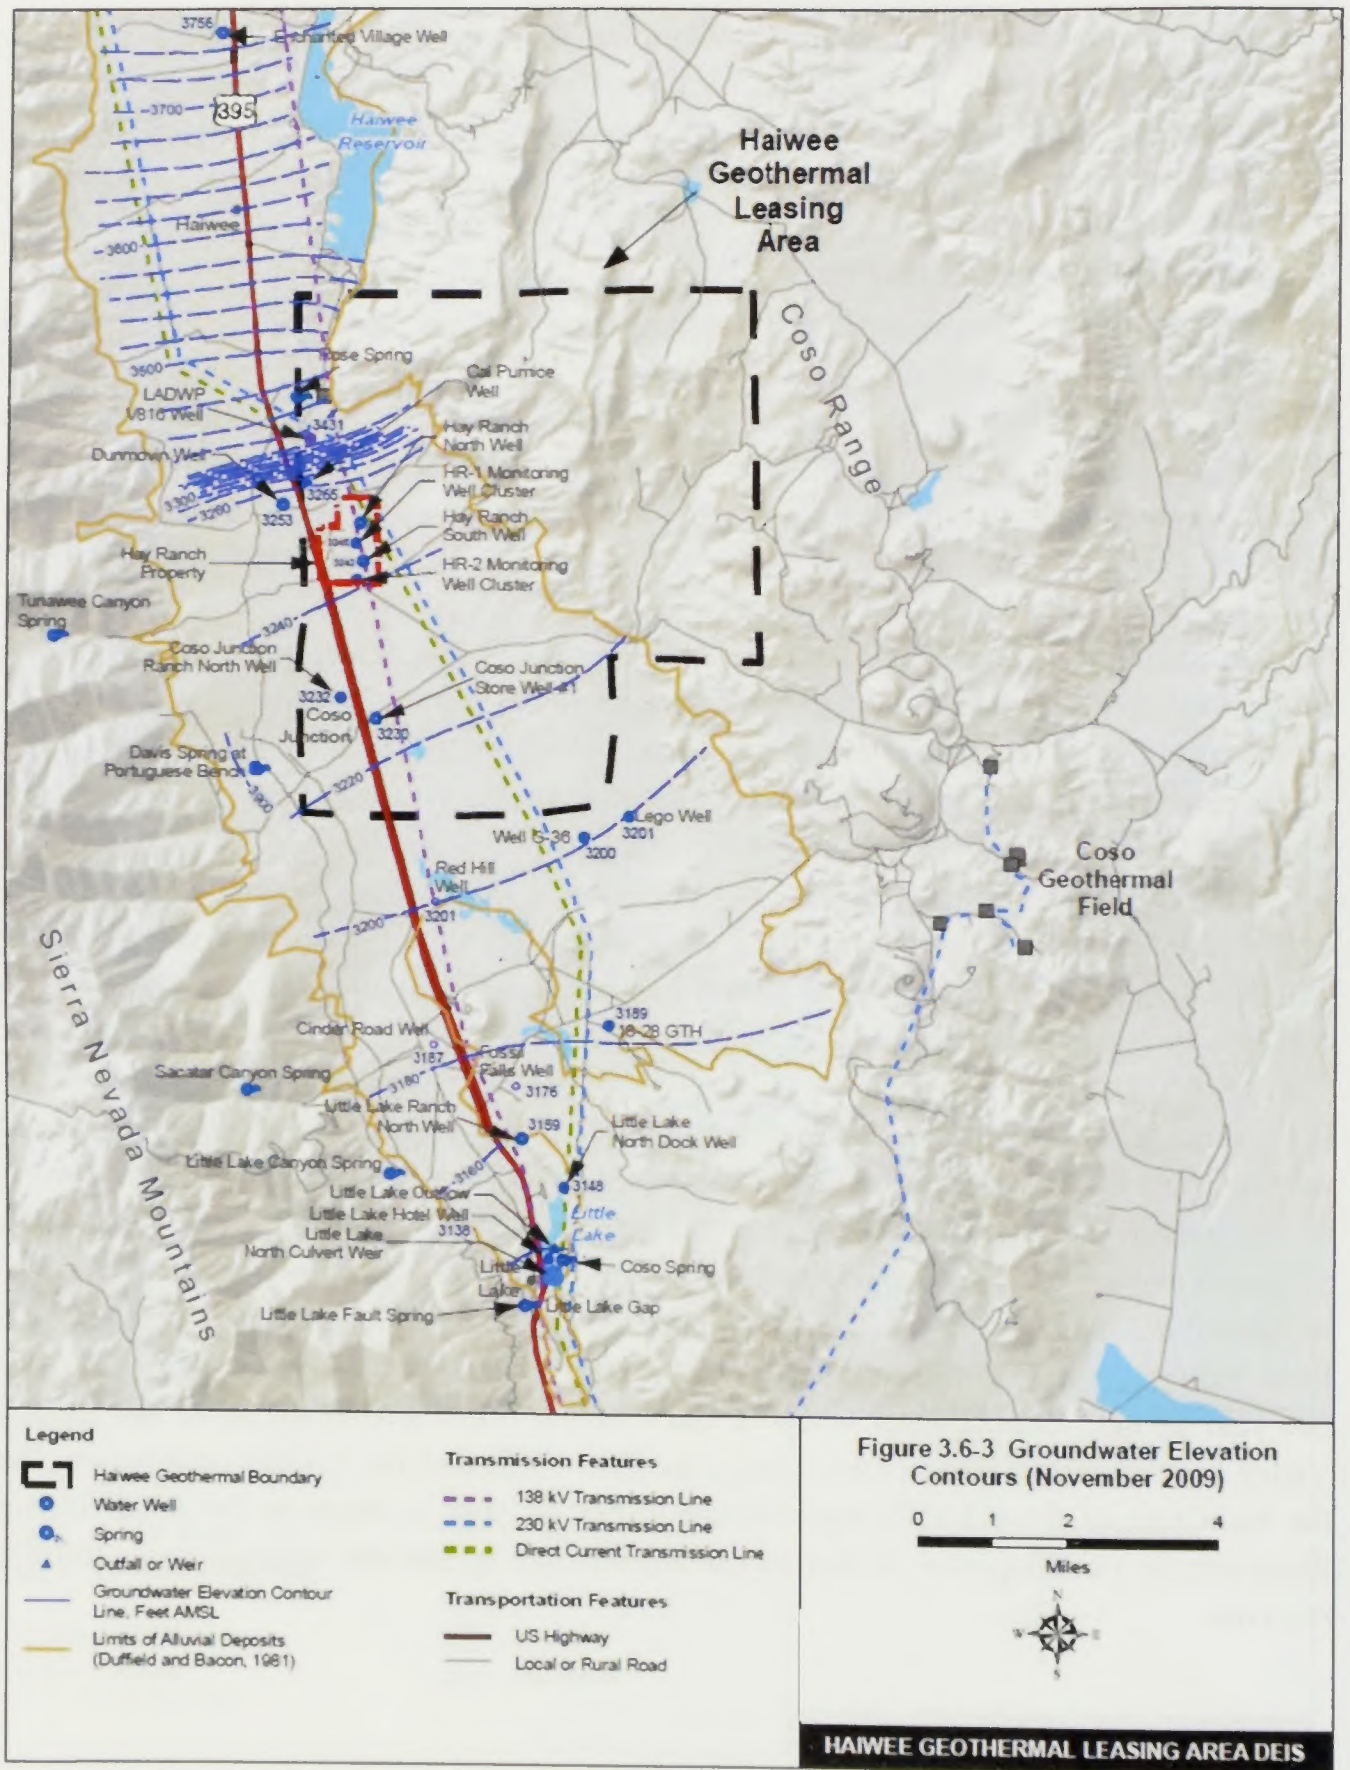 3756
Enchanted Village Well
3700
395
Haiwee
Reservoir
Haiwee
Geothermal
Leasing
Area
Haiwee
3600
Coso Range
3500
Rose Spring
Cal Pumice
Well
LADWP
V816 Well
3431
Hay Ranch
North Well
Dunmovin Well
HR-1 Monitoring
Well Cluster
3300
3260
3253
3265
Hay Ranch
South Well
Hay Ranch
Property
HR-2 Monitoring
Well Cluster
Tunawee Canyon
Spring
3240
Coso Junction
Ranch North Well
Coso Junction
Store Well #1
3232
Coso
Junction
3230
Davis Spring at
Portuguese Bench
3900
3220
Lego Well
3201
Well G-36
3200
Coso
Geothermal
Field
Red Hill
Well
3201
3200
Sierra Nevada Mountains
3189
18-28 GTH
Cinder Road Well
3187
Fossil
Falls Well
3176
3180
Sacatar Canyon Spring
Little Lake Ranch
North Well
3159
Little Lake
North Dock Well
Little Lake Canyon Spring
3160
3148
Little Lake Outflow
Little Lake Hotel Well
Little
Lake
Little Lake
North Culvert Weir
3138
Little
Lake
Coso Spring
Little Lake Fault Spring
Little Lake Gap
Legend
Haiwee Geothermal Boundary
Water Well
Spring
Outfall or Weir
Groundwater Elevation Contour
Line, Feet AMSL
Limits of Alluvial Deposits
(Duffield and Bacon, 1981)
Transmission Features
138 kV Transmission Line
230 kV Transmission Line
Direct Current Transmission Line
Transportation Features
US Highway
Local or Rural Road
Figure 3.6-3 Groundwater Elevation
Contours (November 2009)
0 1 2 4
Miles
N
W E
S
HAIWEE GEOTHERMAL LEASING AREA DEIS